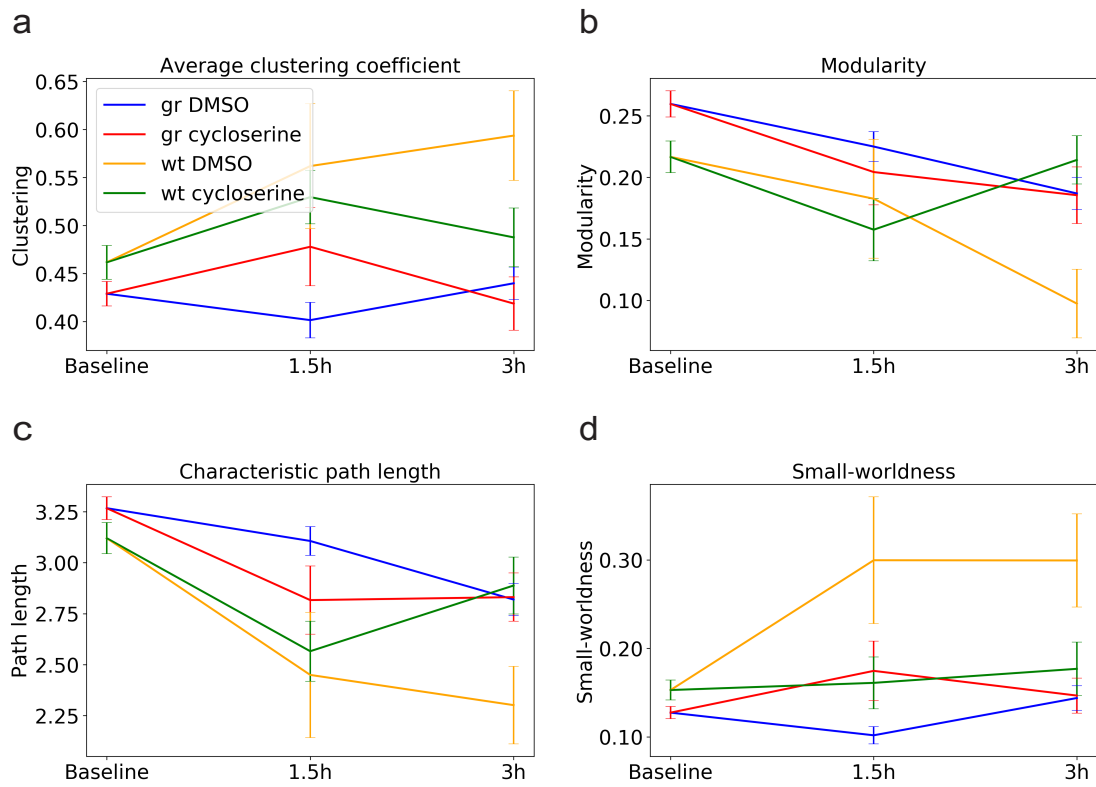 a
Average clustering coefficient
Clustering
0.65
0.60
0.55
0.50
0.45
0.40
gr DMSO
gr cycloserine
wt DMSO
wt cycloserine
Baseline
1.5h
3h
b
Modularity
Modularity
0.25
0.20
0.15
0.10
Baseline
1.5h
3h
c
Characteristic path length
Path length
3.25
3.00
2.75
2.50
2.25
Baseline
1.5h
3h
d
Small-worldness
Small-worldness
0.30
0.20
0.10
Baseline
1.5h
3h